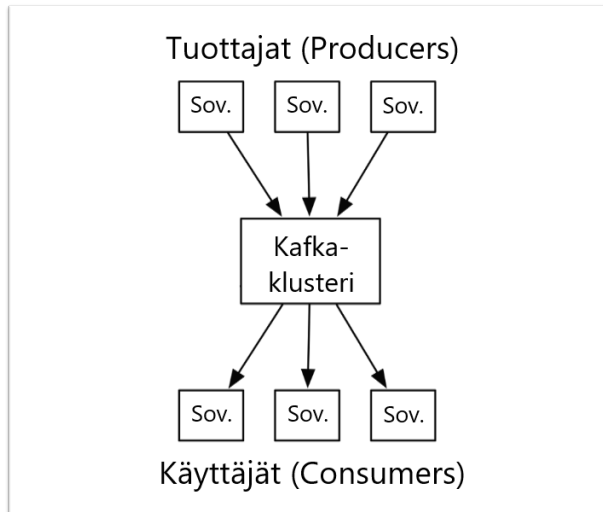 Tuottajat (Producers)
Sov. Sov. Sov.
Kafka-
klusteri
Sov. Sov. Sov.
Käyttäjät (Consumers)